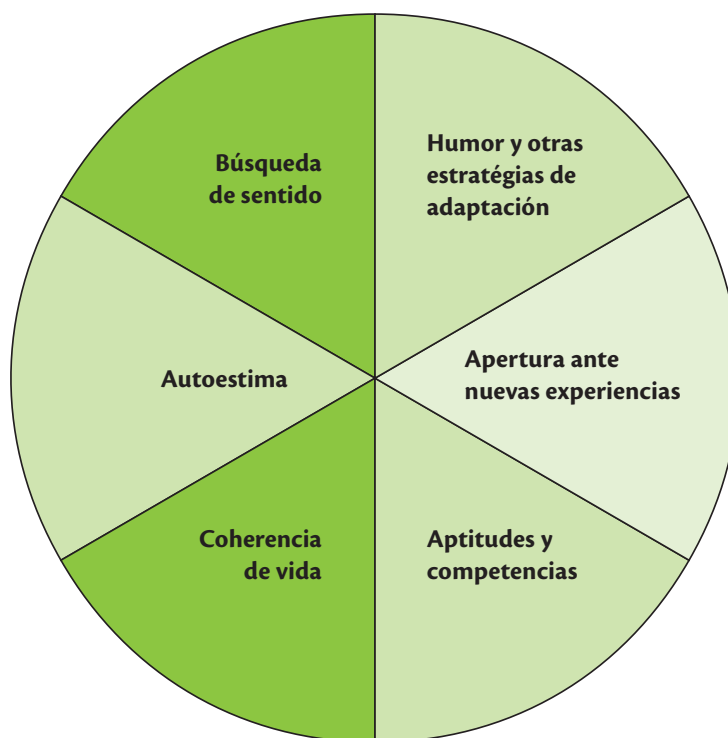 Búsqueda
de sentido
Humor y otras
estratégias de
adaptación
Autoestima
Apertura ante
nuevas experiencias
Coherencia
de vida
Aptitudes y
competencias